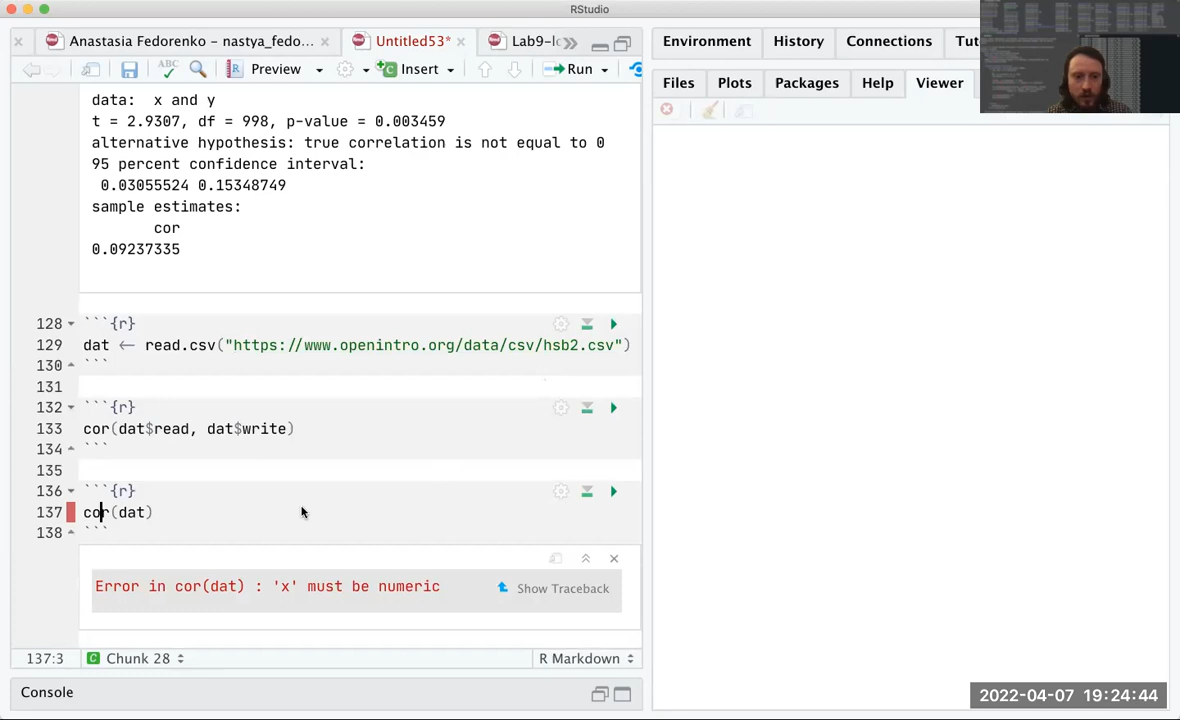 RStudio
Anastasia Fedorenko – nastya_fedo...
Untitled53*
Lab9-lo
Environment
History
Connections
Tut
ABC
Preview
Insert
Run
Files
Plots
Packages
Help
Viewer
data:  x and y
t = 2.9307, df = 998, p-value = 0.003459
alternative hypothesis: true correlation is not equal to 0
95 percent confidence interval:
0.03055524 0.15348749
sample estimates:
cor
0.09237335
128 ```{r}
129 dat <- read.csv("https://www.openintro.org/data/csv/hsb2.csv")
130 ```
131
132 ```{r}
133 cor(dat$read, dat$write)
134 ```
135
136 ```{r}
137 cor(dat)
138 ```
Error in cor(dat) : 'x' must be numeric
Show Traceback
137:3
Chunk 28
R Markdown
Console
2022-04-07 19:24:44